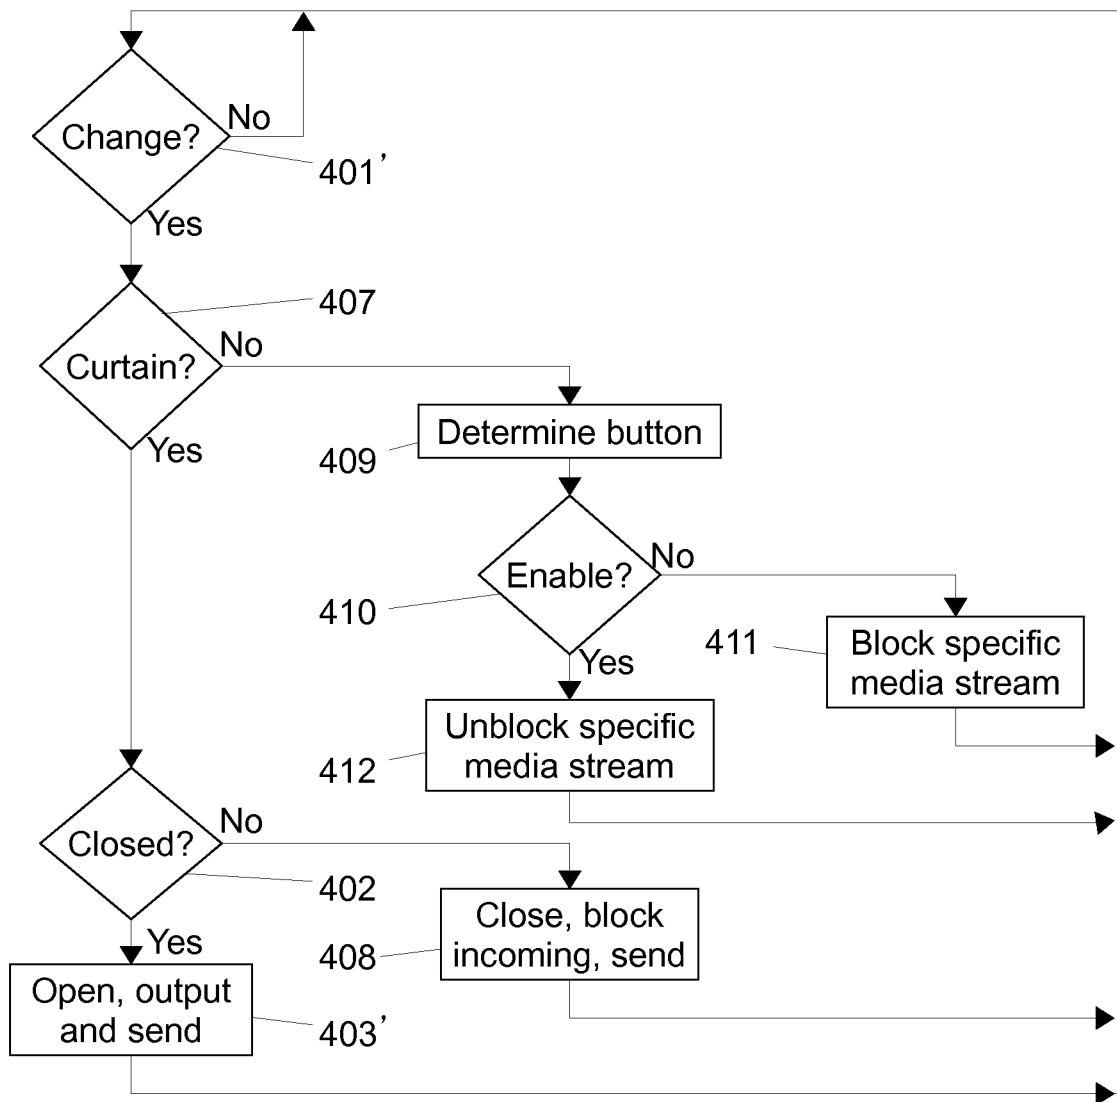 Change?
No
401’
Yes
407
Curtain?
No
Yes
Determine button
409
Enable?
No
410
Yes
411
Block specific
media stream
Unblock specific
media stream
412
Closed?
No
402
Yes
Close, block
incoming, send
408
Open, output
and send
403’